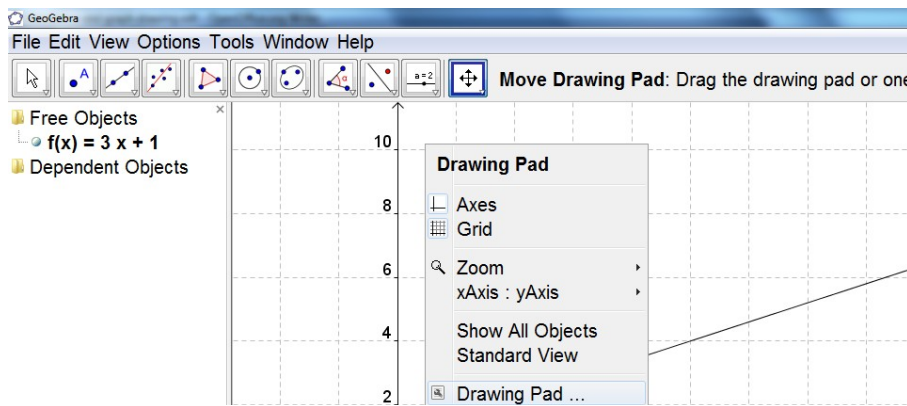 GeoGebra
File Edit View Options Tools Window Help
A
α
a=2
Move Drawing Pad: Drag the drawing pad or one
Free Objects
f(x) = 3 x + 1
Dependent Objects
10
8
6
4
2
Drawing Pad
Axes
Grid
Zoom
xAxis : yAxis
Show All Objects
Standard View
Drawing Pad ...